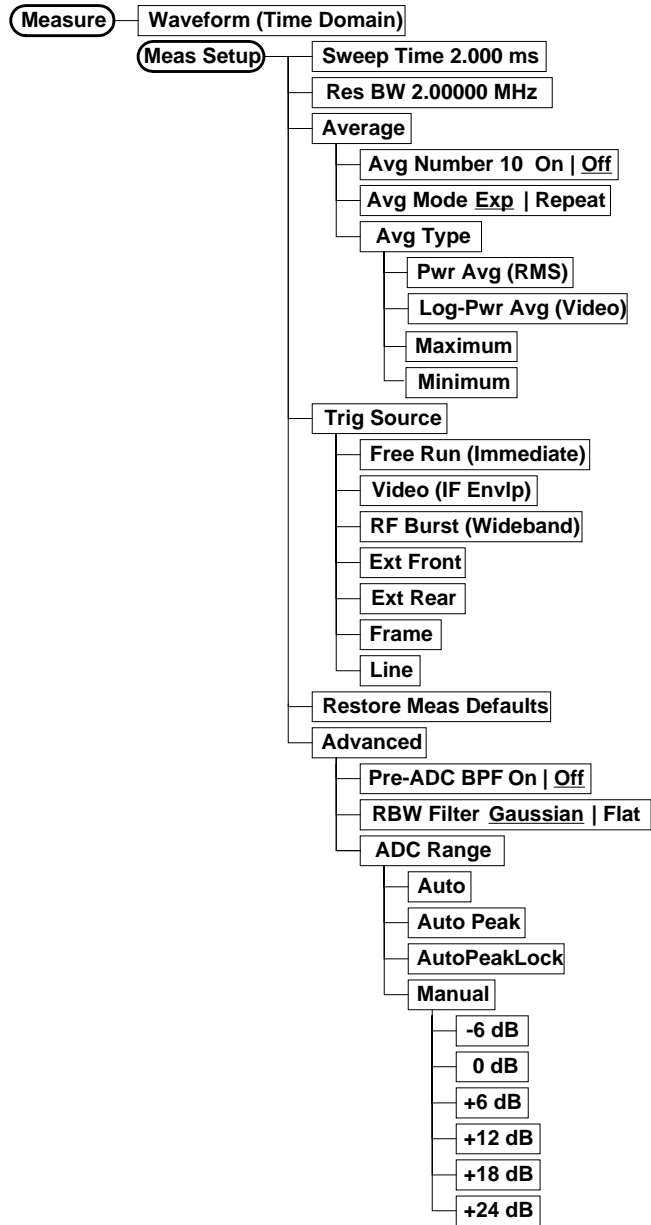 Measure Waveform (Time Domain)
Meas Setup Sweep Time 2.000 ms
Res BW 2.00000 MHz
Average
Avg Number 10 On | Off
Avg Mode Exp | Repeat
Avg Type
Pwr Avg (RMS)
Log-Pwr Avg (Video)
Maximum
Minimum
Trig Source
Free Run (Immediate)
Video (IF Envlp)
RF Burst (Wideband)
Ext Front
Ext Rear
Frame
Line
Restore Meas Defaults
Advanced
Pre-ADC BPF On | Off
RBW Filter Gaussian | Flat
ADC Range
Auto
Auto Peak
AutoPeakLock
Manual
-6 dB
0 dB
+6 dB
+12 dB
+18 dB
+24 dB